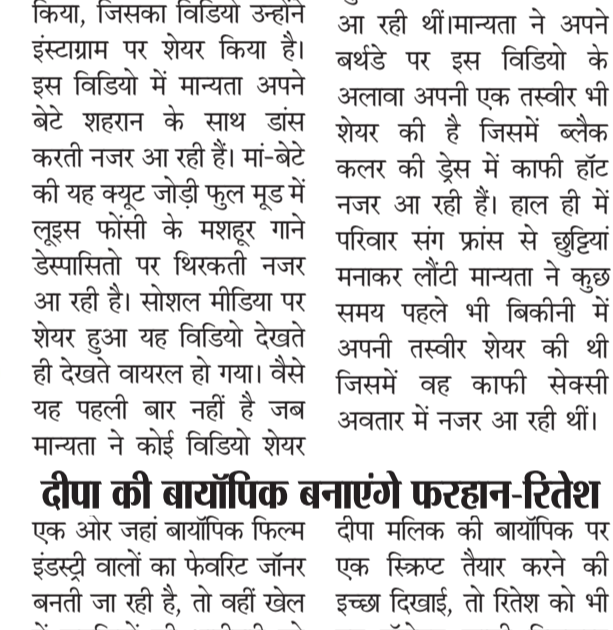 किया, जिसका विडियो उन्होंने
इंस्टाग्राम पर शेयर किया है।
इस विडियो में मान्यता अपने
बेटे शहरान के साथ डांस
करती नजर आ रही हैं। मां-बेटे
की यह क्यूट जोड़ी फुल मूड में
लूइस फोंसी के मशहूर गाने
डेस्पासितो पर थिरकती नजर
आ रही है। सोशल मीडिया पर
शेयर हुआ यह विडियो देखते
ही देखते वायरल हो गया। वैसे
यह पहली बार नहीं है जब
मान्यता ने कोई विडियो शेयर
आ रही थीं।मान्यता ने अपने
बर्थडे पर इस विडियो के
अलावा अपनी एक तस्वीर भी
शेयर की है जिसमें ब्लैक
कलर की ड्रेस में काफी हॉट
नजर आ रही हैं। हाल ही में
परिवार संग फ्रांस से छुट्टियां
मनाकर लौंटी मान्यता ने कुछ
समय पहले भी बिकीनी में
अपनी तस्वीर शेयर की थी
जिसमें वह काफी सेक्सी
अवतार में नजर आ रही थीं।
दीपा की बायॉपिक बनाएंगे फरहान-रितेश
एक ओर जहां बायॉपिक फिल्म
इंडस्ट्री वालों का फेवरिट जॉनर
बनती जा रही है, तो वहीं खेल
दीपा मलिक की बायॉपिक पर
एक स्क्रिप्ट तैयार करने की
इच्छा दिखाई, तो रितेश को भी